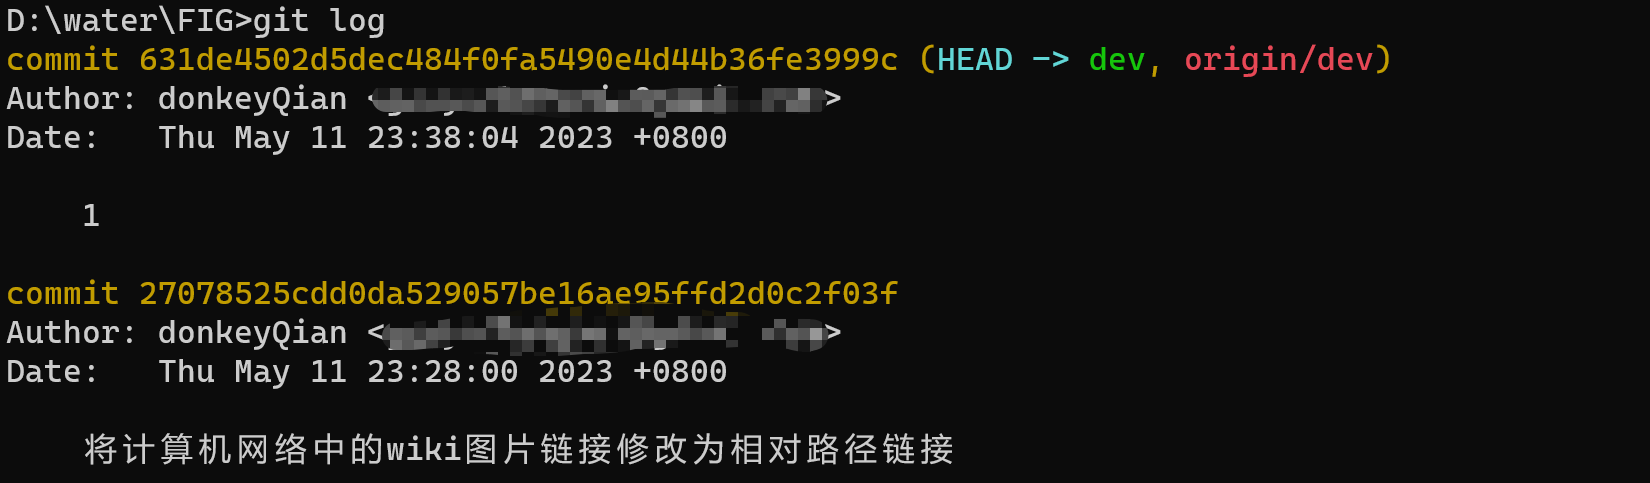 D:\water\FIG>git log
commit 631de4502d5dec484f0fa5490e4d44b36fe3999c (HEAD -> dev, origin/dev)
Author: donkeyQian < >
Date:   Thu May 11 23:38:04 2023 +0800
1
commit 27078525cdd0da529057be16ae95ffd2d0c2f03f
Author: donkeyQian < >
Date:   Thu May 11 23:28:00 2023 +0800
将计算机网络中的wiki图片链接修改为相对路径链接